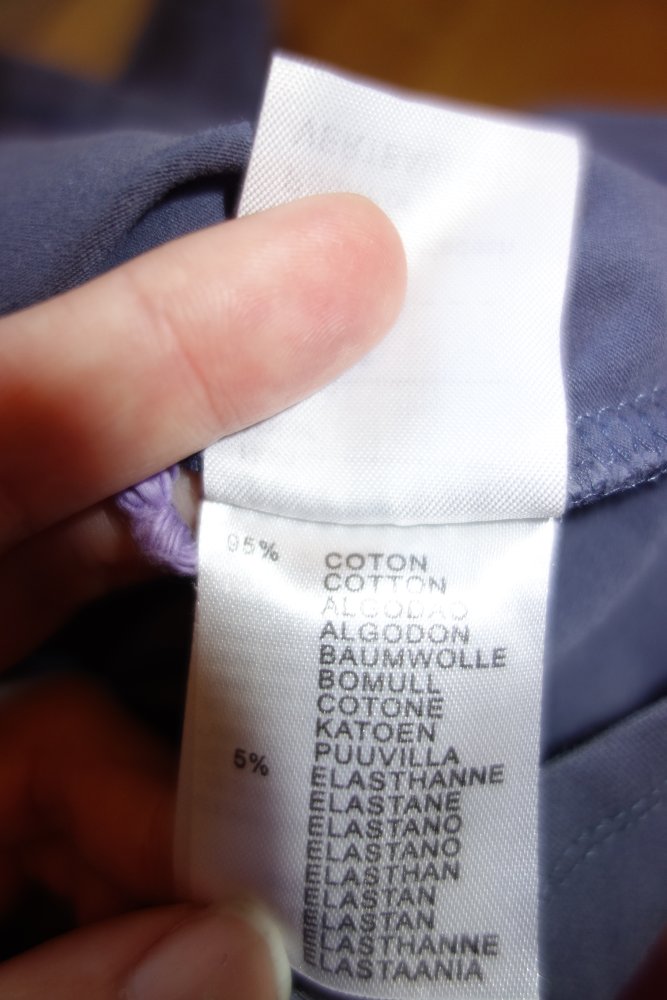 95% COTON
COTTON
ALGODAO
ALGODON
BAUMWOLLE
BOMULL
COTONE
KATOEN
PUUVILLA
5% ELASTHANNE
ELASTANE
ELASTANO
ELASTANO
ELASTHAN
ELASTAN
ELASTAN
ELASTHANNE
ELASTAANIA